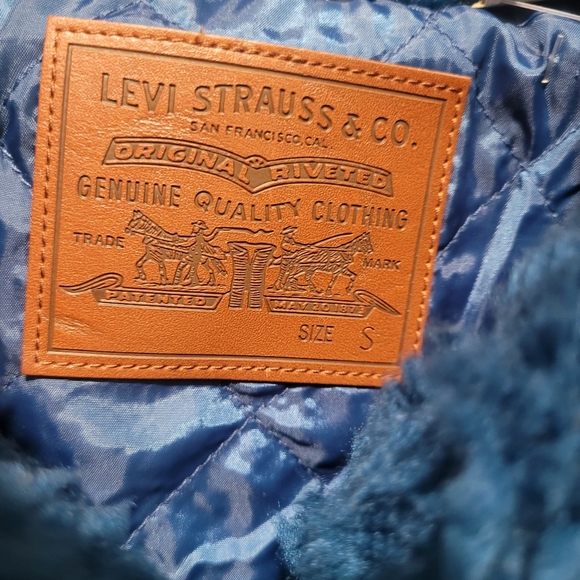 LEVI STRAUSS & CO.
SAN FRANCISCO, CAL.
ORIGINAL RIVETED
GENUINE QUALITY CLOTHING
TRADE MARK
PATENTED MAY 20 1873
SIZE S